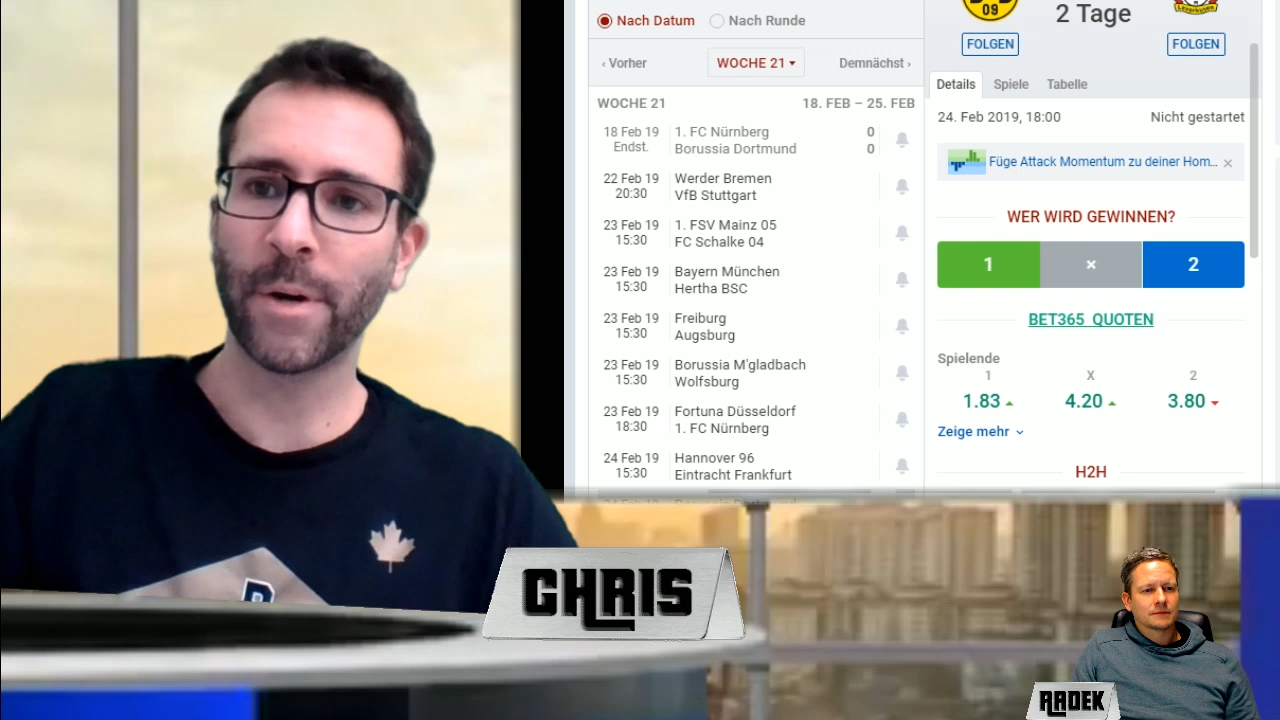 Nach Datum
Nach Runde
‹ Vorher
WOCHE 21
Demnächst ›
WOCHE 21
18. FEB – 25. FEB
18 Feb 19 1. FC Nürnberg 0
Endst. Borussia Dortmund 0
22 Feb 19 Werder Bremen
20:30 VfB Stuttgart
23 Feb 19 1. FSV Mainz 05
15:30 FC Schalke 04
23 Feb 19 Bayern München
15:30 Hertha BSC
23 Feb 19 Freiburg
15:30 Augsburg
23 Feb 19 Borussia M'gladbach
15:30 Wolfsburg
23 Feb 19 Fortuna Düsseldorf
18:30 1. FC Nürnberg
24 Feb 19 Hannover 96
15:30 Eintracht Frankfurt
09
2 Tage
FOLGEN
FOLGEN
Details Spiele Tabelle
24. Feb 2019, 18:00 Nicht gestartet
Füge Attack Momentum zu deiner Hom...
WER WIRD GEWINNEN?
1 × 2
BET365 QUOTEN
Spielende
1 X 2
1.83 4.20 3.80
Zeige mehr
H2H
CHRIS
RADEK